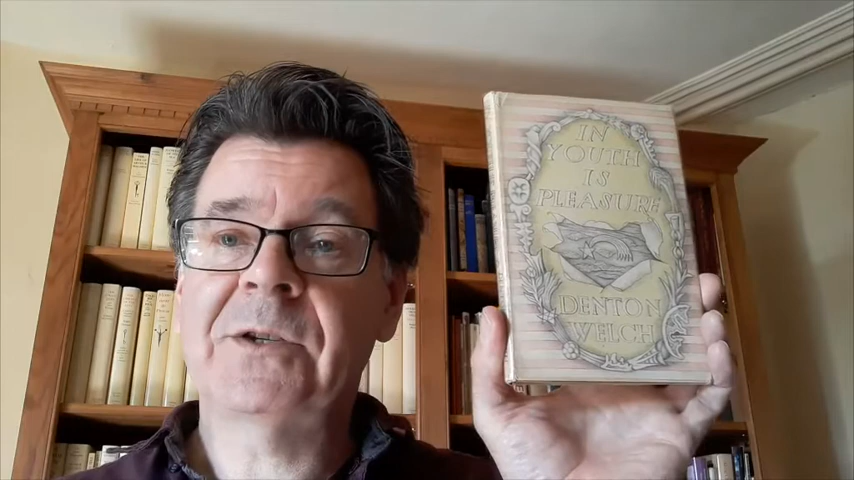 IN
YOUTH
IS
PLEASURE
DENTON
WELCH